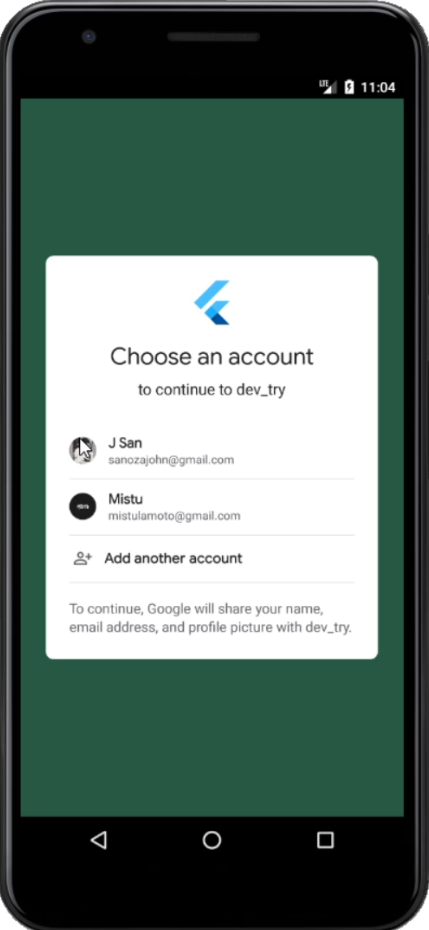 LTE 11:04
Choose an account
to continue to dev_try
J San
sanozajohn@gmail.com
Mistu
mistulamoto@gmail.com
Add another account
To continue, Google will share your name,
email address, and profile picture with dev_try.